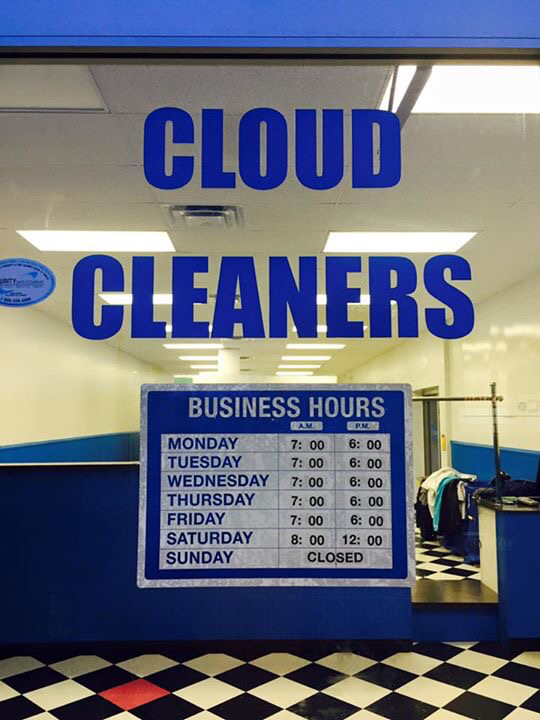 CLOUD
CLEANERS
BUSINESS HOURS
A.M. P.M.
MONDAY 7: 00 6: 00
TUESDAY 7: 00 6: 00
WEDNESDAY 7: 00 6: 00
THURSDAY 7: 00 6: 00
FRIDAY 7: 00 6: 00
SATURDAY 8: 00 12: 00
SUNDAY CLOSED